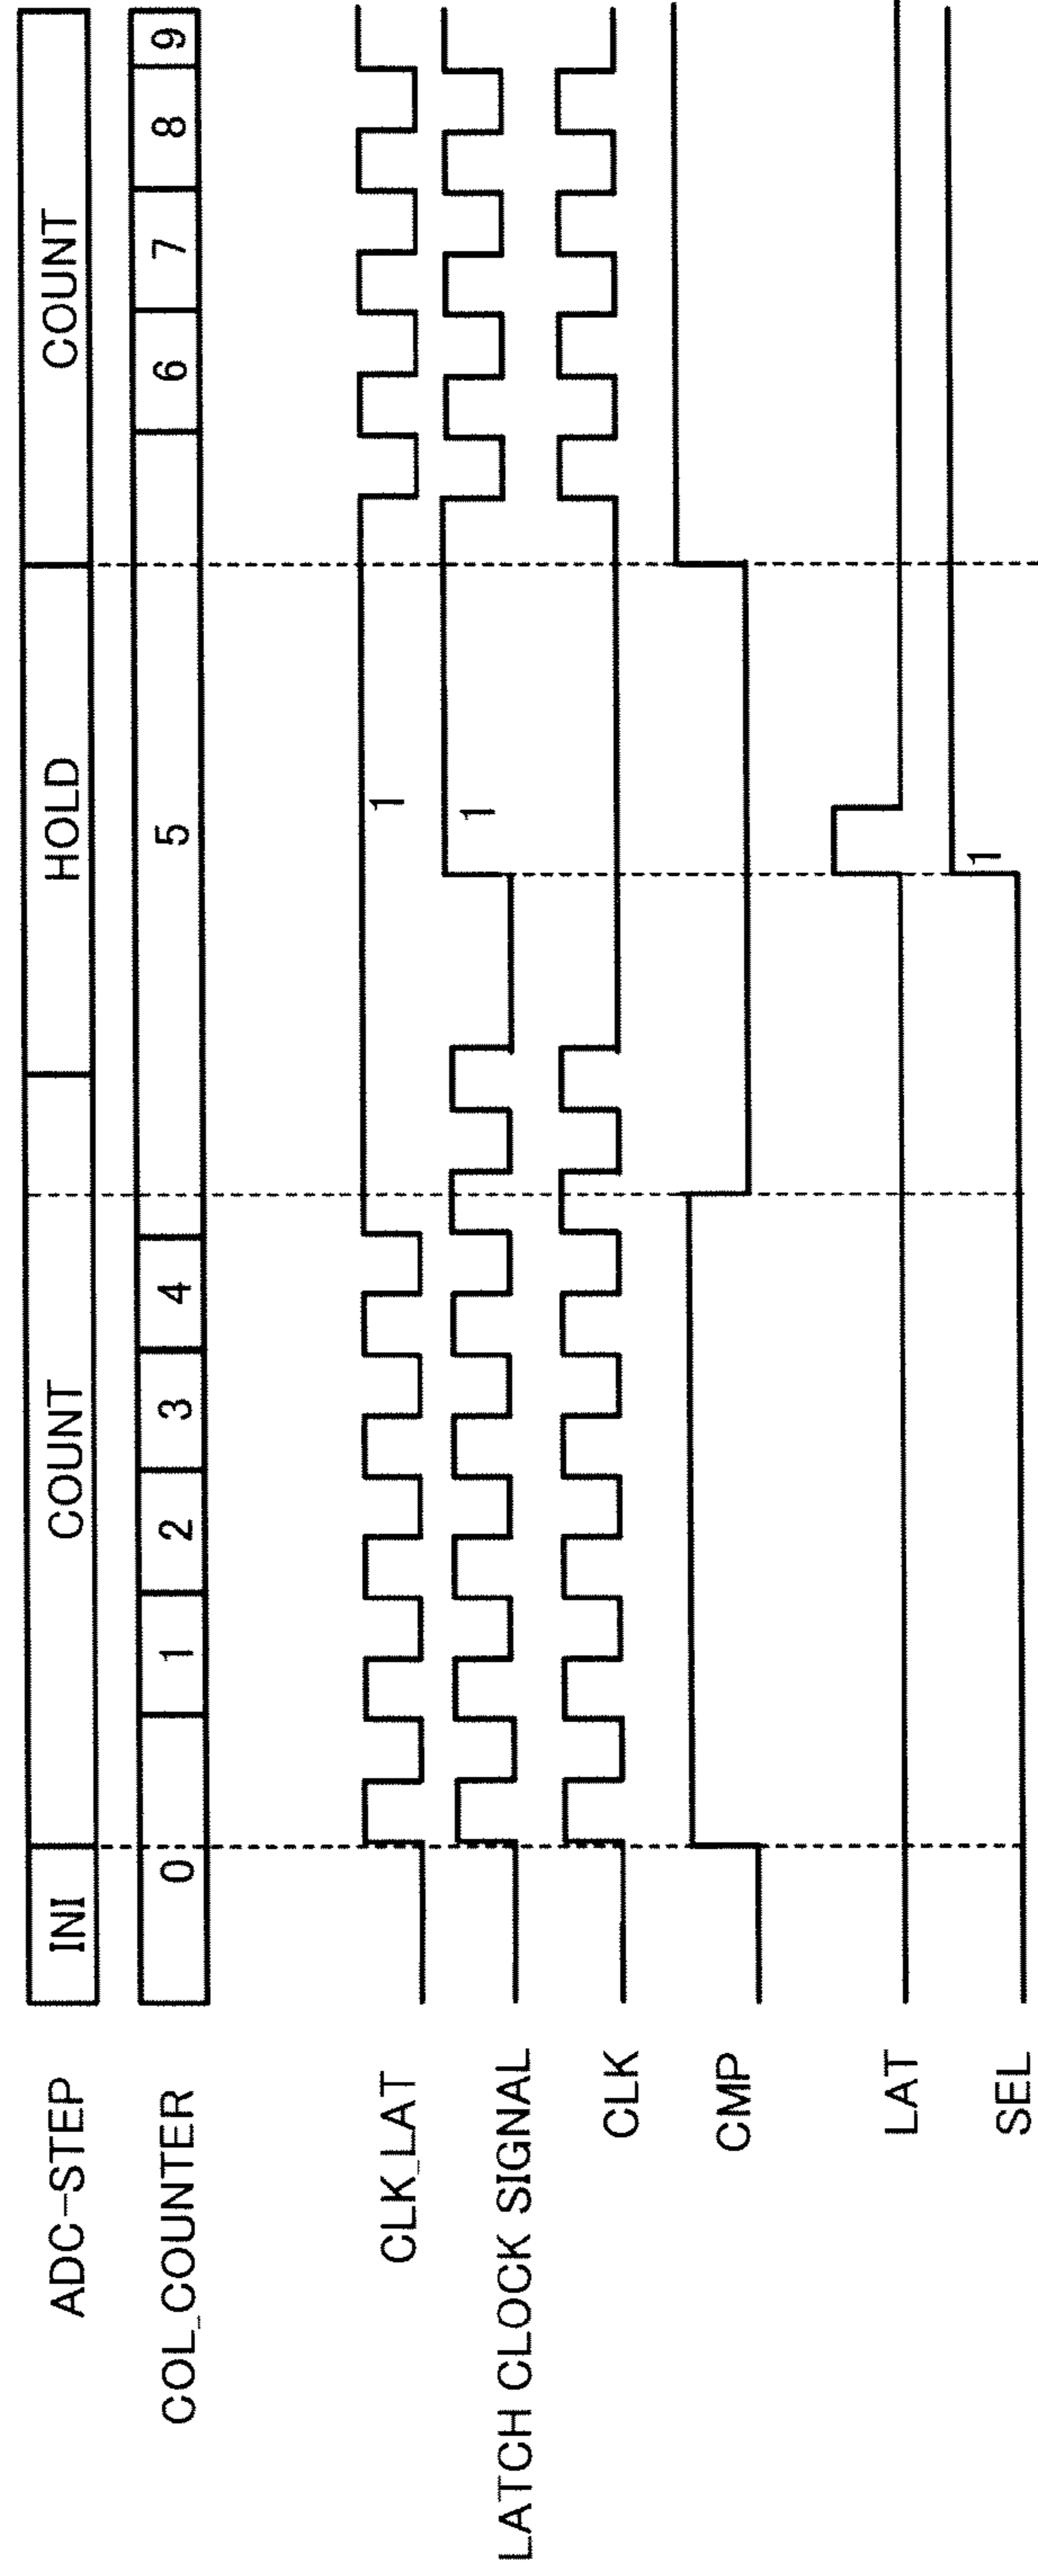 ADC-STEP INI COUNT HOLD COUNT
COL_COUNTER 0 1 2 3 4 5 6 7 8 9
CLK_LAT 1
LATCH CLOCK SIGNAL 1
CLK
CMP
LAT
SEL 1